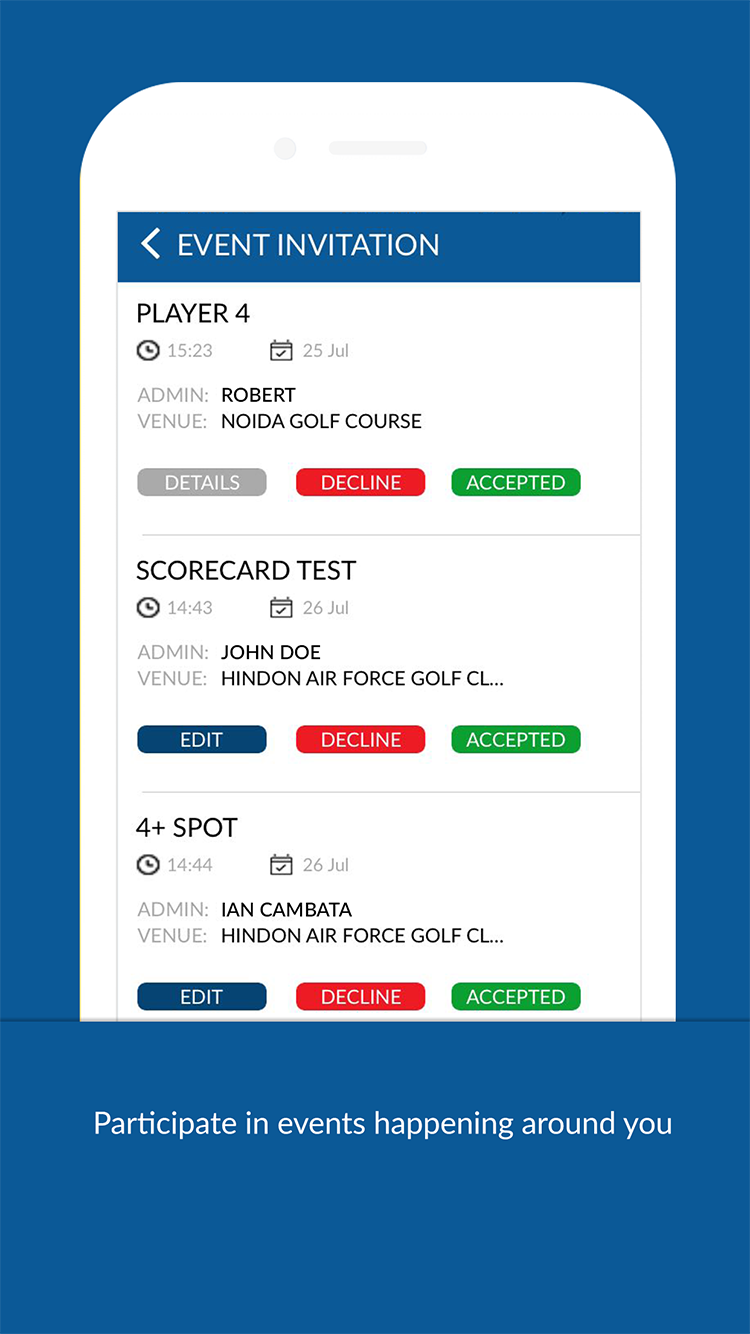 EVENT INVITATION
PLAYER 4
15:23 25 Jul
ADMIN: ROBERT
VENUE: NOIDA GOLF COURSE
DETAILS DECLINE ACCEPTED
SCORECARD TEST
14:43 26 Jul
ADMIN: JOHN DOE
VENUE: HINDON AIR FORCE GOLF CL...
EDIT DECLINE ACCEPTED
4+ SPOT
14:44 26 Jul
ADMIN: IAN CAMBATA
VENUE: HINDON AIR FORCE GOLF CL...
EDIT DECLINE ACCEPTED
Participate in events happening around you